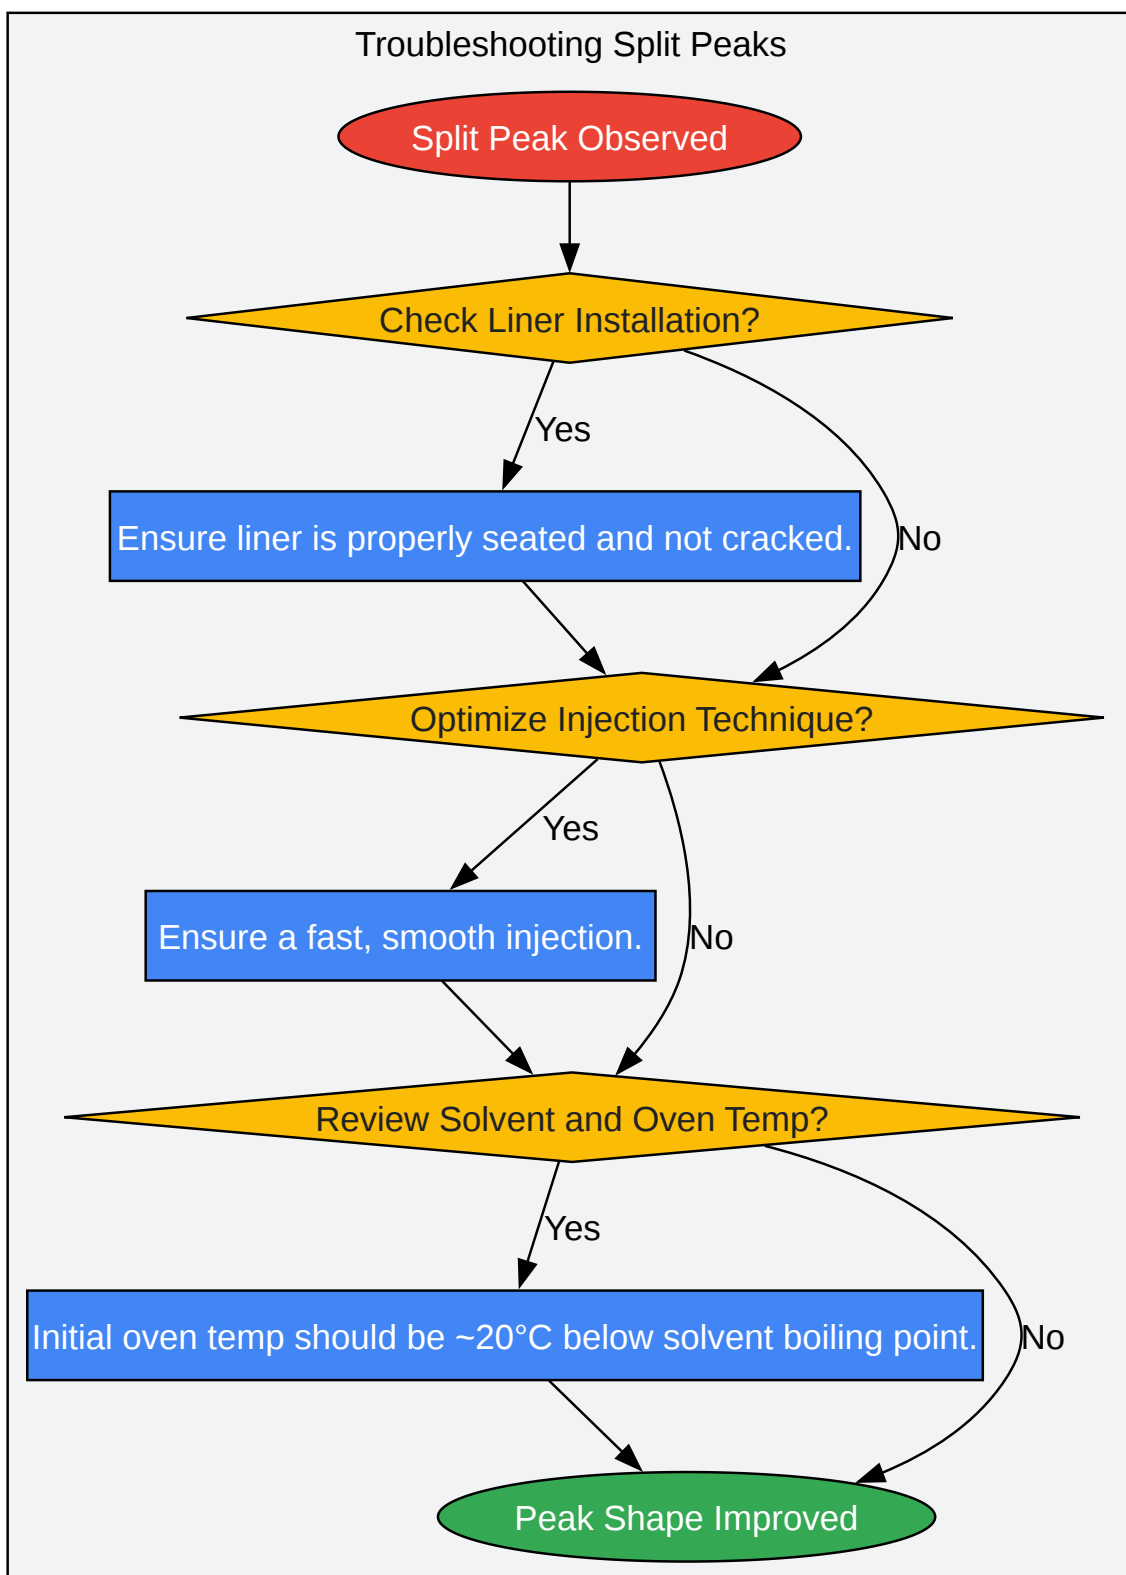 Troubleshooting Split Peaks
Split Peak Observed
Check Liner Installation?
Yes
Ensure liner is properly seated and not cracked.
No
Optimize Injection Technique?
Yes
Ensure a fast, smooth injection.
No
Review Solvent and Oven Temp?
Yes
Initial oven temp should be ~20°C below solvent boiling point.
No
Peak Shape Improved